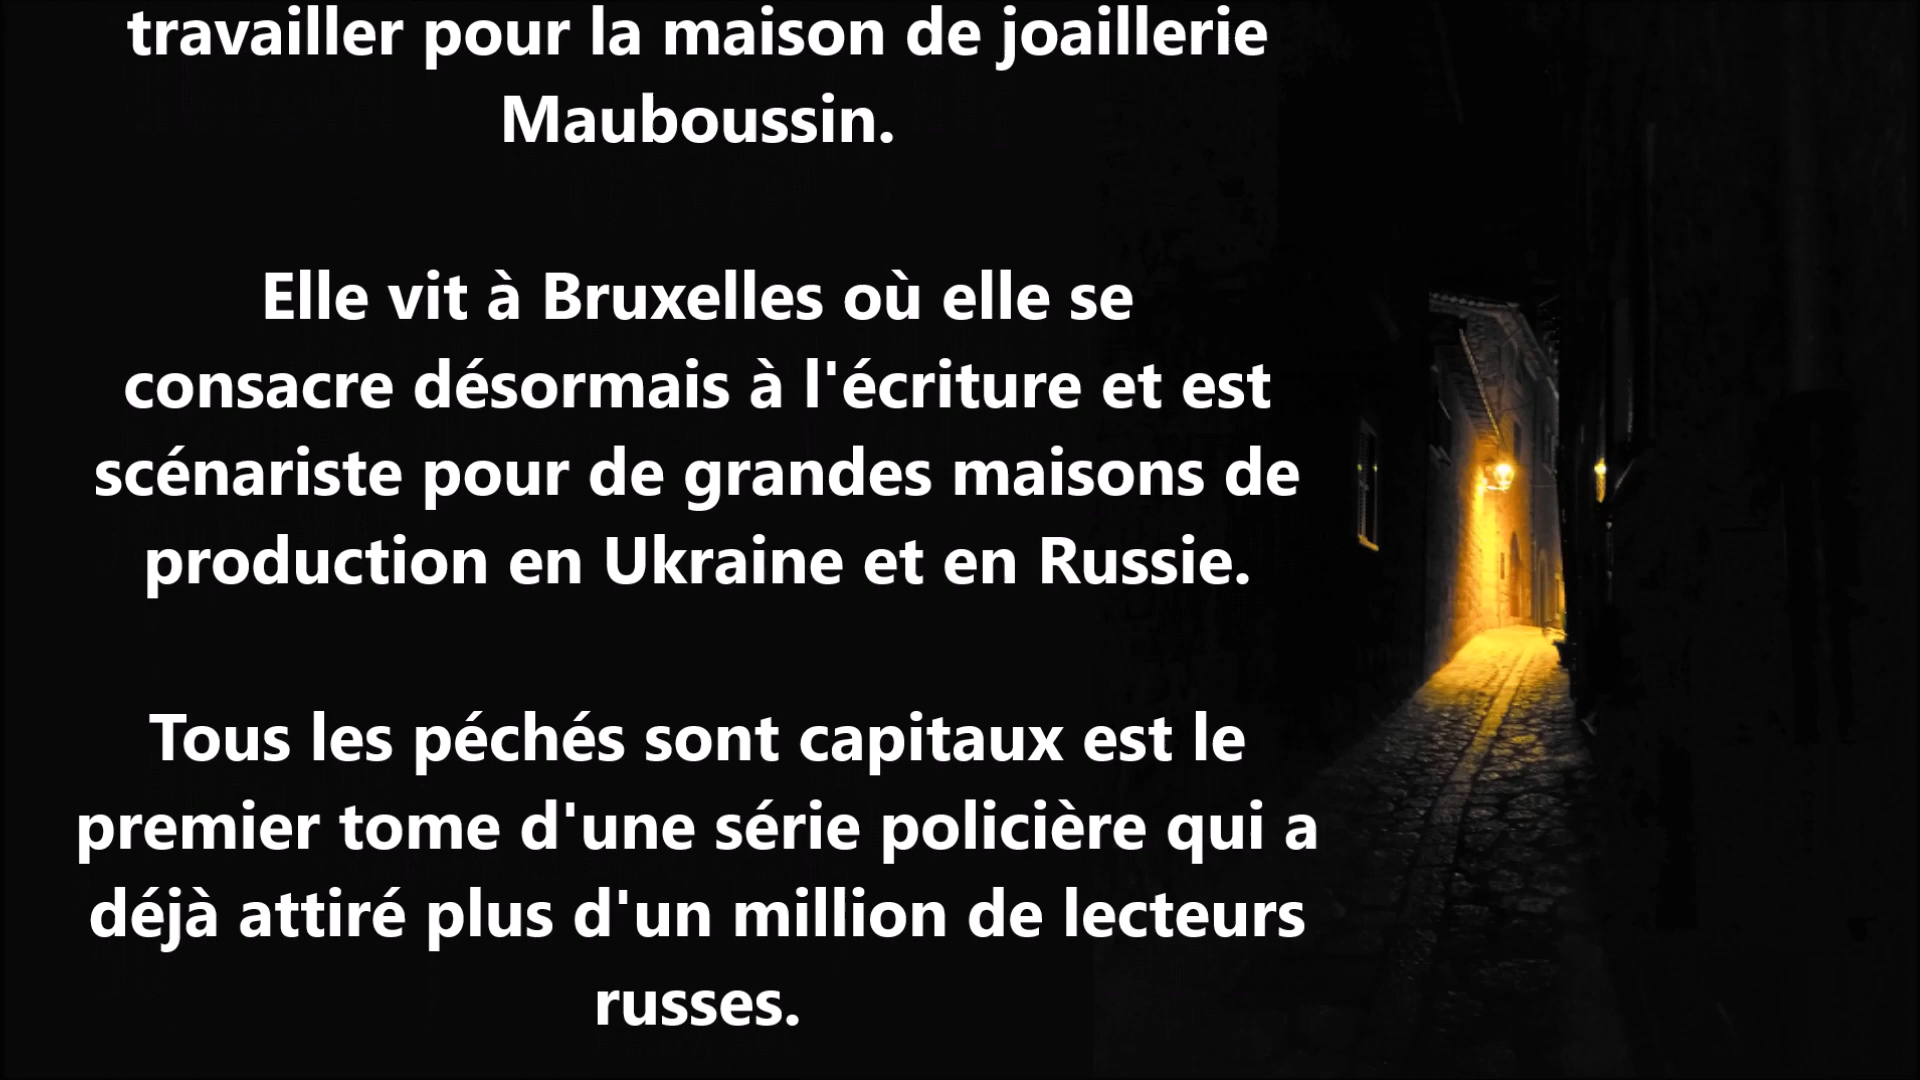 travailler pour la maison de joaillerie
Mauboussin.
Elle vit à Bruxelles où elle se
consacre désormais à l'écriture et est
scénariste pour de grandes maisons de
production en Ukraine et en Russie.
Tous les péchés sont capitaux est le
premier tome d'une série policière qui a
déjà attiré plus d'un million de lecteurs
russes.